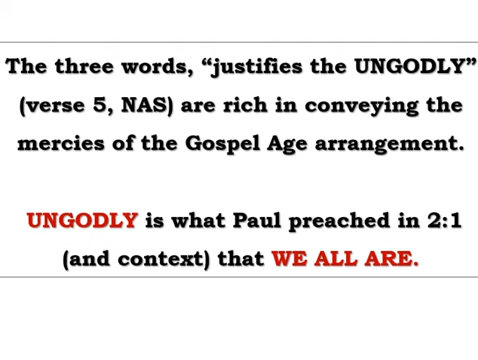 The three words, “justifies the UNGODLY”
(verse 5, NAS) are rich in conveying the
mercies of the Gospel Age arrangement.
UNGODLY is what Paul preached in 2:1
(and context) that WE ALL ARE.